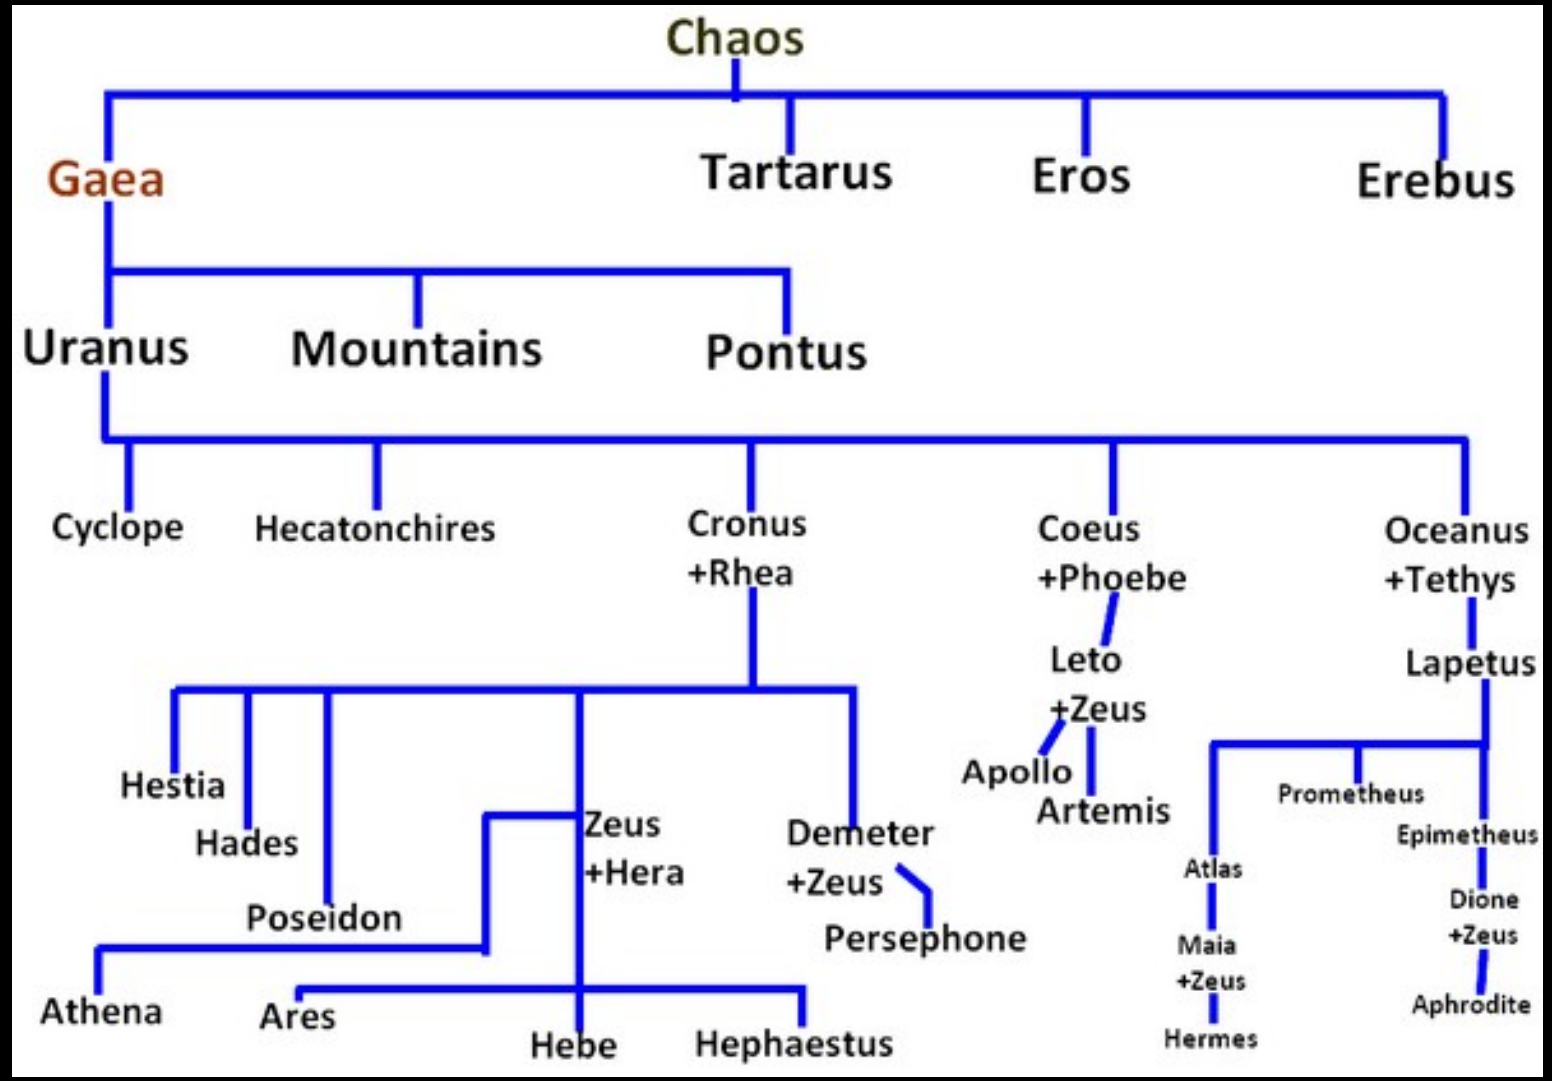 Chaos
Gaea
Tartarus
Eros
Erebus
Uranus
Mountains
Pontus
Cyclope
Hecatonchires
Cronus
+Rhea
Coeus
+Phoebe
Oceanus
+Tethys
Leto
+Zeus
Lapetus
Apollo
Artemis
Hestia
Hades
Poseidon
Zeus
+Hera
Demeter
+Zeus
Persephone
Prometheus
Epimetheus
Atlas
Dione
+Zeus
Maia
+Zeus
Aphrodite
Hermes
Athena
Ares
Hebe
Hephaestus